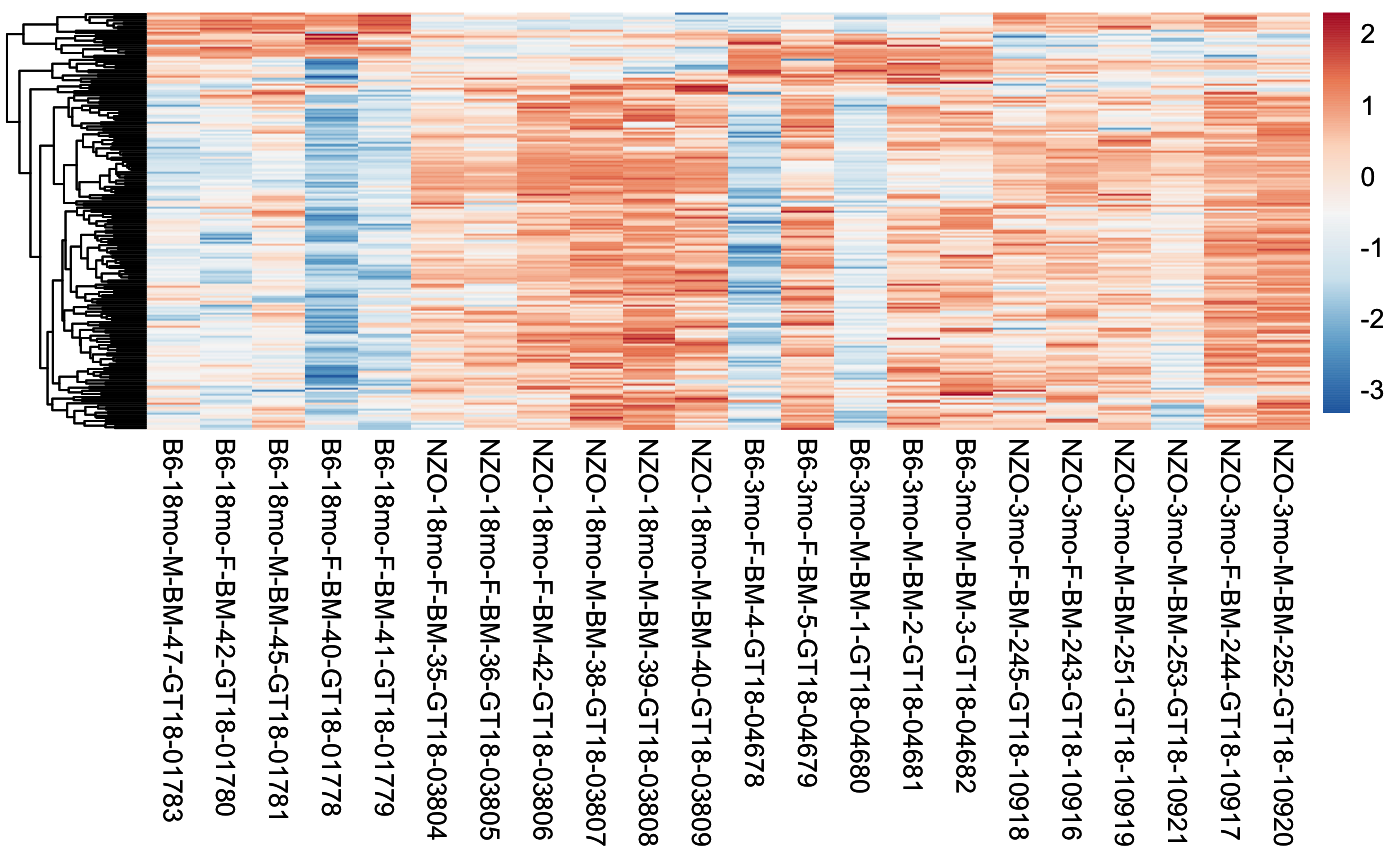 2
1
0
-1
-2
-3
B6-18mo-M-BM-47-GT18-01783
B6-18mo-F-BM-42-GT18-01780
B6-18mo-M-BM-45-GT18-01781
B6-18mo-F-BM-40-GT18-01778
B6-18mo-F-BM-41-GT18-01779
NZO-18mo-F-BM-35-GT18-03804
NZO-18mo-F-BM-36-GT18-03805
NZO-18mo-F-BM-42-GT18-03806
NZO-18mo-M-BM-38-GT18-03807
NZO-18mo-M-BM-39-GT18-03808
NZO-18mo-M-BM-40-GT18-03809
B6-3mo-F-BM-4-GT18-04678
B6-3mo-F-BM-5-GT18-04679
B6-3mo-M-BM-1-GT18-04680
B6-3mo-M-BM-2-GT18-04681
B6-3mo-M-BM-3-GT18-04682
NZO-3mo-F-BM-245-GT18-10918
NZO-3mo-F-BM-243-GT18-10916
NZO-3mo-M-BM-251-GT18-10919
NZO-3mo-M-BM-253-GT18-10921
NZO-3mo-F-BM-244-GT18-10917
NZO-3mo-M-BM-252-GT18-10920